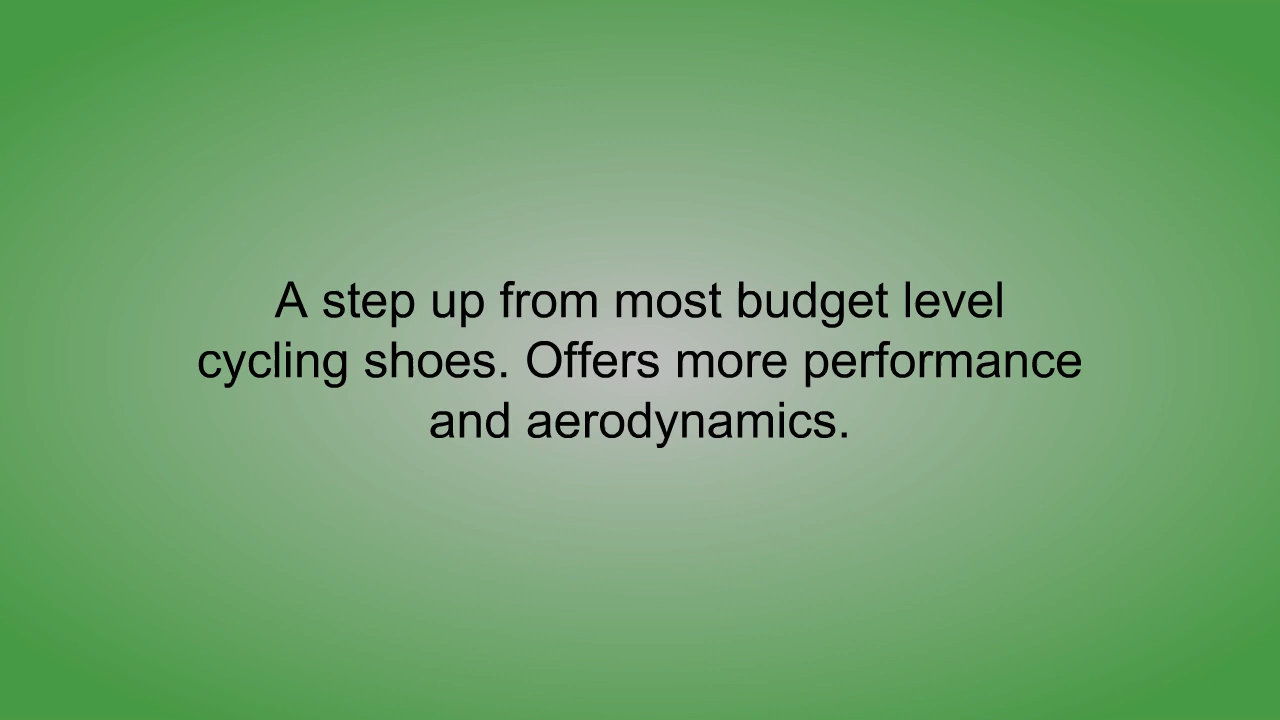 A step up from most budget level
cycling shoes. Offers more performance
and aerodynamics.